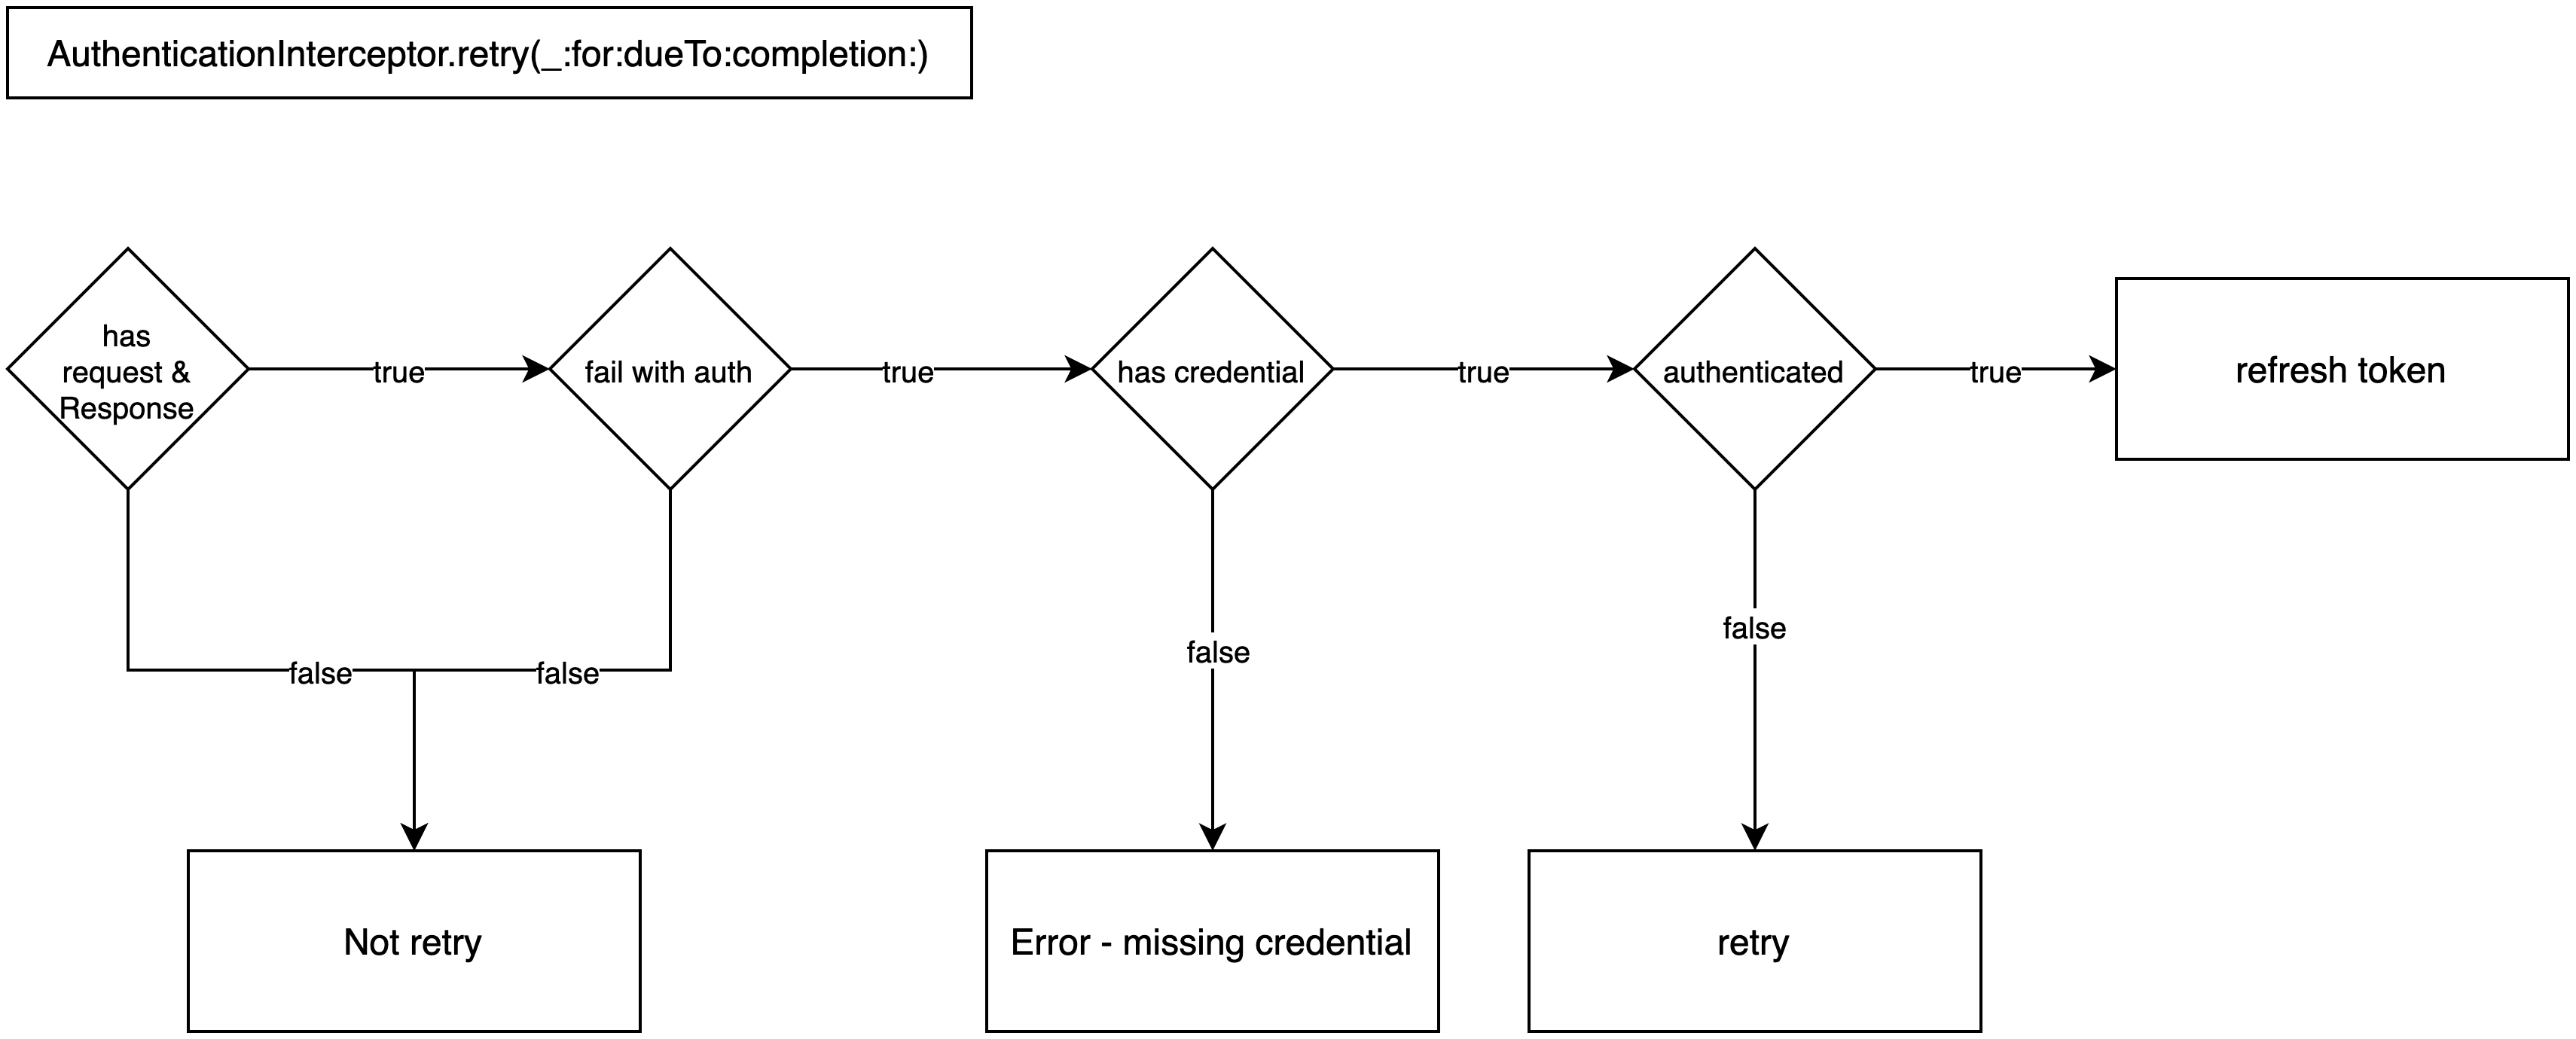 AuthenticationInterceptor.retry(_:for:dueTo:completion:)
has
request &
Response
true
fail with auth
true
has credential
true
authenticated
true
refresh token
false
false
false
false
Not retry
Error - missing credential
retry